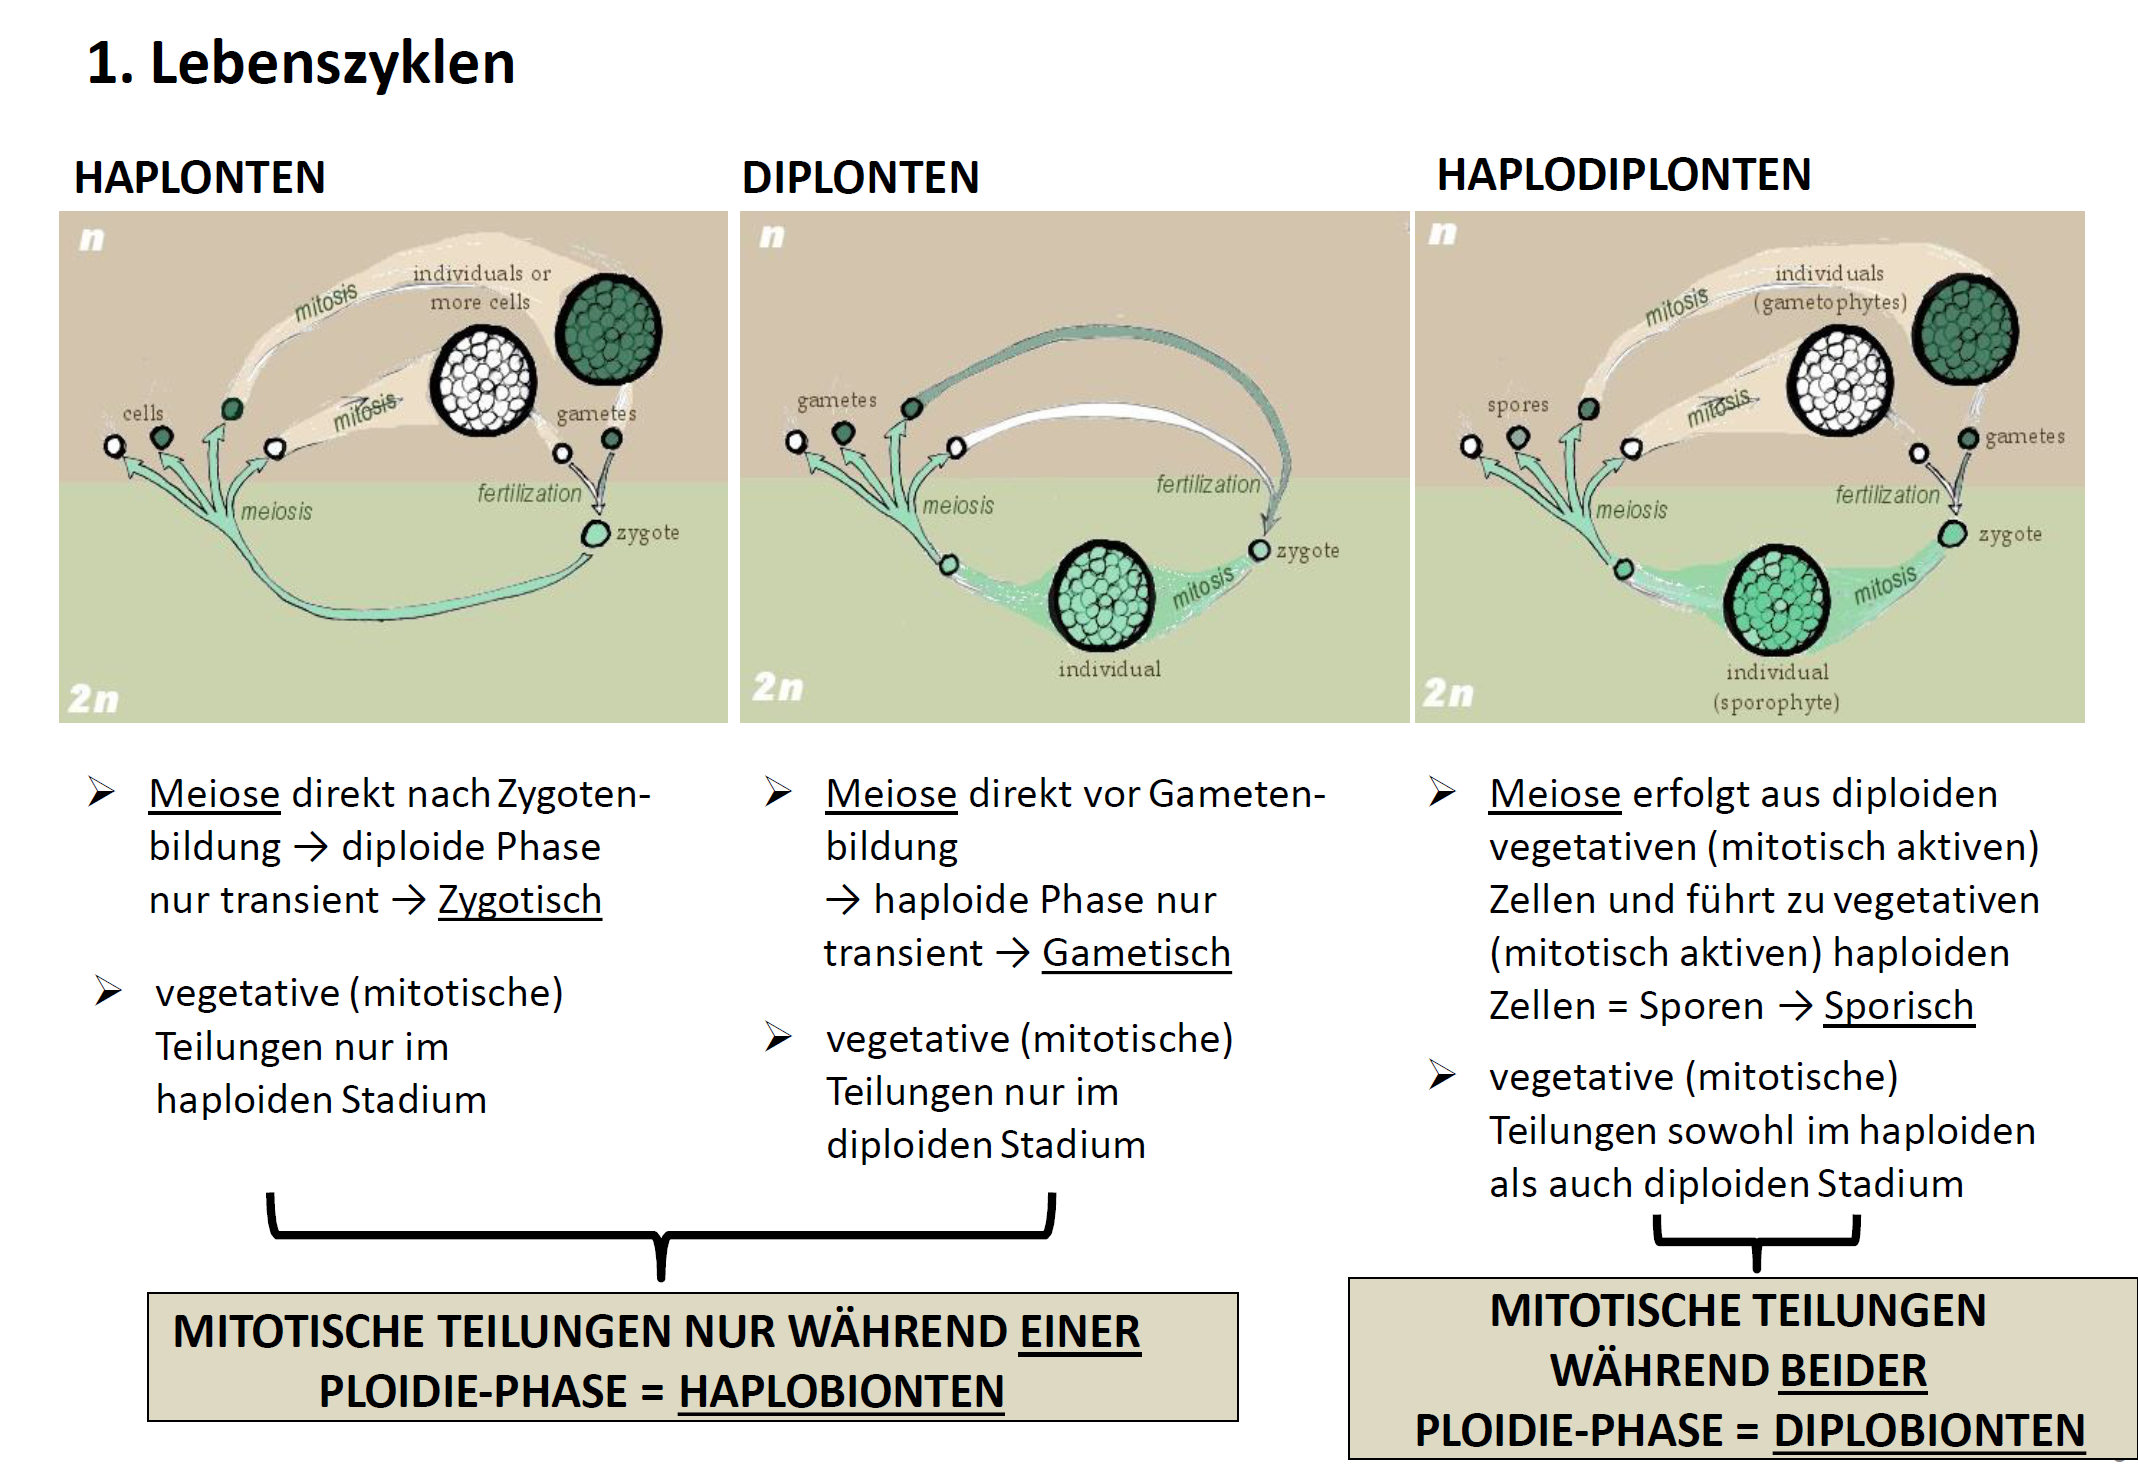 1. Lebenszyklen
HAPLONTEN
n
individuals or
more cells
mitosis
mitosis
cells
gametes
meiosis
fertilization
zygote
2n
➢ Meiose direkt nach Zygoten-
bildung → diploide Phase
nur transient → Zygotisch
➢ vegetative (mitotische)
Teilungen nur im
haploiden Stadium
DIPLONTEN
n
gametes
meiosis
fertilization
zygote
mitosis
individual
2n
➢ Meiose direkt vor Gameten-
bildung
→ haploide Phase nur
transient → Gametisch
➢ vegetative (mitotische)
Teilungen nur im
diploiden Stadium
MITOTISCHE TEILUNGEN NUR WÄHREND EINER
PLOIDIE-PHASE = HAPLOBIONTEN
HAPLODIPLONTEN
n
individuals
(gametophytes)
mitosis
mitosis
spores
gametes
meiosis
fertilization
zygote
mitosis
individual
(sporophyte)
2n
➢ Meiose erfolgt aus diploiden
vegetativen (mitotisch aktiven)
Zellen und führt zu vegetativen
(mitotisch aktiven) haploiden
Zellen = Sporen → Sporisch
➢ vegetative (mitotische)
Teilungen sowohl im haploiden
als auch diploiden Stadium
MITOTISCHE TEILUNGEN
WÄHREND BEIDER
PLOIDIE-PHASE = DIPLOBIONTEN